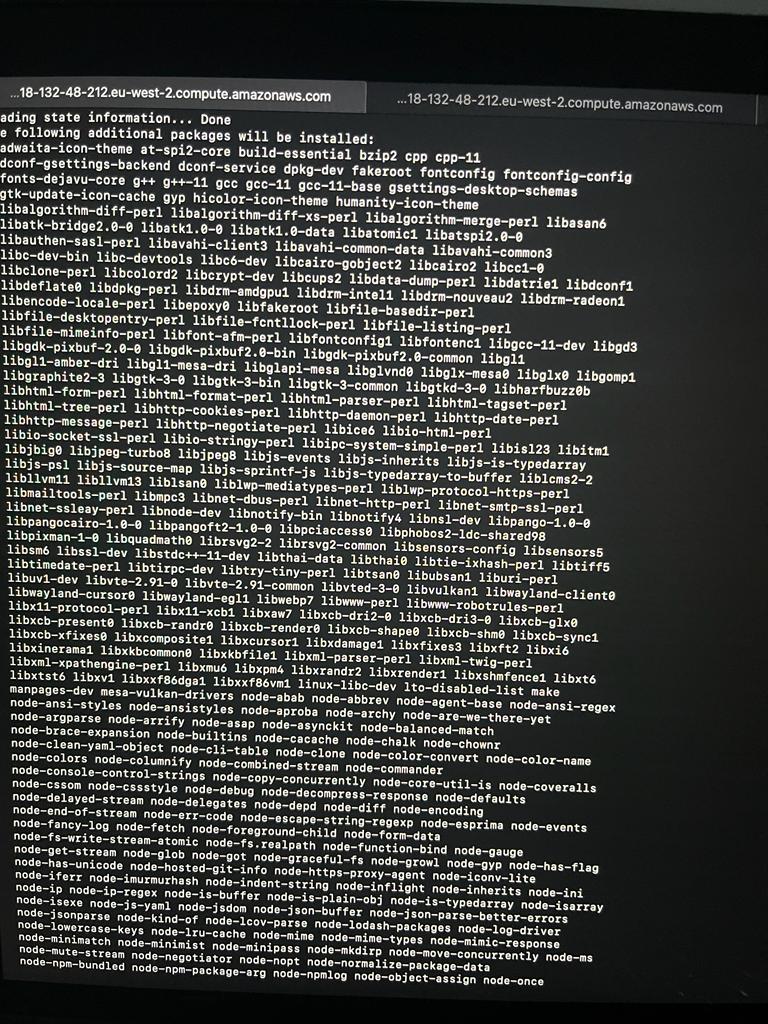 ...18-132-48-212.eu-west-2.compute.amazonaws.com
...18-132-48-212.eu-west-2.compute.amazonaws.com
ading state information... Done
e following additional packages will be installed:
adwaita-icon-theme at-spi2-core build-essential bzip2 cpp cpp-11
dconf-gsettings-backend dconf-service dpkg-dev fakeroot fontconfig fontconfig-config
fonts-dejavu-core g++ g++-11 gcc gcc-11 gcc-11-base gsettings-desktop-schemas
gtk-update-icon-cache gyp hicolor-icon-theme humanity-icon-theme
libalgorithm-diff-perl libalgorithm-diff-xs-perl libalgorithm-merge-perl libasan6
libatk-bridge2.0-0 libatk1.0-0 libatk1.0-data libatomic1 libatspi2.0-0
libauthen-sasl-perl libavahi-client3 libavahi-common-data libavahi-common3
libc-dev-bin libc-devtools libc6-dev libcairo-gobject2 libcairo2 libcc1-0
libclone-perl libcolord2 libcrypt-dev libcups2 libdata-dump-perl libdatrie1 libdconf1
libdeflate0 libdpkg-perl libdrm-amdgpu1 libdrm-intel1 libdrm-nouveau2 libdrm-radeon1
libencode-locale-perl libepoxy0 libfakeroot libfile-basedir-perl
libfile-desktopentry-perl libfile-fcntllock-perl libfile-listing-perl
libfile-mimeinfo-perl libfont-afm-perl libfontconfig1 libfontenc1 libgcc-11-dev libgd3
libgdk-pixbuf-2.0-0 libgdk-pixbuf2.0-bin libgdk-pixbuf2.0-common libgl1
libgl1-amber-dri libgl1-mesa-dri libglapi-mesa libglvnd0 libglx-mesa0 libglx0 libgomp1
libgraphite2-3 libgtk-3-0 libgtk-3-bin libgtk-3-common libgtkd-3-0 libharfbuzz0b
libhtml-form-perl libhtml-format-perl libhtml-parser-perl libhtml-tagset-perl
libhtml-tree-perl libhttp-cookies-perl libhttp-daemon-perl libhttp-date-perl
libhttp-message-perl libhttp-negotiate-perl libice6 libio-html-perl
libio-socket-ssl-perl libio-stringy-perl libipc-system-simple-perl libisl23 libitm1
libjbig0 libjpeg-turbo8 libjpeg8 libjs-events libjs-inherits libjs-is-typedarray
libjs-psl libjs-source-map libjs-sprintf-js libjs-typedarray-to-buffer liblcms2-2
libllvm11 libllvm13 liblsan0 liblwp-mediatypes-perl liblwp-protocol-https-perl
libmailtools-perl libmpc3 libnet-dbus-perl libnet-http-perl libnet-smtp-ssl-perl
libnet-ssleay-perl libnode-dev libnotify-bin libnotify4 libnsl-dev libpango-1.0-0
libpangocairo-1.0-0 libpangoft2-1.0-0 libpciaccess0 libphobos2-ldc-shared98
libpixman-1-0 libquadmath0 librsvg2-2 librsvg2-common libsensors-config libsensors5
libsm6 libssl-dev libstdc++-11-dev libthai-data libthai0 libtie-ixhash-perl libtiff5
libtimedate-perl libtirpc-dev libtry-tiny-perl libtsan0 libubsan1 liburi-perl
libuv1-dev libvte-2.91-0 libvte-2.91-common libvted-3-0 libvulkan1 libwayland-client0
libwayland-cursor0 libwayland-egl1 libwebp7 libwww-perl libwww-robotrules-perl
libx11-protocol-perl libx11-xcb1 libxaw7 libxcb-dri2-0 libxcb-dri3-0 libxcb-glx0
libxcb-present0 libxcb-randr0 libxcb-render0 libxcb-shape0 libxcb-shm0 libxcb-sync1
libxcb-xfixes0 libxcomposite1 libxcursor1 libxdamage1 libxfixes3 libxft2 libxi6
libxinerama1 libxkbcommon0 libxkbfile1 libxml-parser-perl libxml-twig-perl
libxml-xpathengine-perl libxmu6 libxpm4 libxrandr2 libxrender1 libxshmfence1 libxt6
libxtst6 libxv1 libxxf86dga1 libxxf86vm1 linux-libc-dev lto-disabled-list make
manpages-dev mesa-vulkan-drivers node-abab node-abbrev node-agent-base node-ansi-regex
node-ansi-styles node-ansistyles node-aproba node-archy node-are-we-there-yet
node-argparse node-arrify node-asap node-asynckit node-balanced-match
node-brace-expansion node-builtins node-cacache node-chalk node-chownr
node-clean-yaml-object node-cli-table node-clone node-color-convert node-color-name
node-colors node-columnify node-combined-stream node-commander
node-console-control-strings node-copy-concurrently node-core-util-is node-coveralls
node-cssom node-cssstyle node-debug node-decompress-response node-defaults
node-delayed-stream node-delegates node-depd node-diff node-encoding
node-end-of-stream node-err-code node-escape-string-regexp node-esprima node-events
node-fancy-log node-fetch node-foreground-child node-form-data
node-fs-write-stream-atomic node-fs.realpath node-function-bind node-gauge
node-get-stream node-glob node-got node-graceful-fs node-growl node-gyp node-has-flag
node-has-unicode node-hosted-git-info node-https-proxy-agent node-iconv-lite
node-iferr node-imurmurhash node-indent-string node-inflight node-inherits node-ini
node-ip node-ip-regex node-is-buffer node-is-plain-obj node-is-typedarray node-isarray
node-isexe node-js-yaml node-jsdom node-json-buffer node-json-parse-better-errors
node-jsonparse node-kind-of node-lcov-parse node-lodash-packages node-log-driver
node-lowercase-keys node-lru-cache node-mime node-mime-types node-mimic-response
node-minimatch node-minimist node-minipass node-mkdirp node-move-concurrently node-ms
node-mute-stream node-negotiator node-nopt node-normalize-package-data
node-npm-bundled node-npm-package-arg node-npmlog node-object-assign node-once